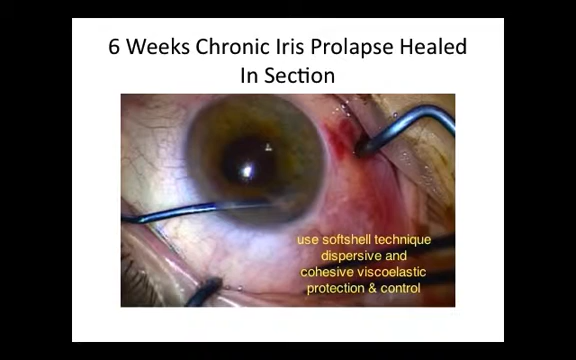 6 Weeks Chronic Iris Prolapse Healed
In Section
use softshell technique
dispersive and
cohesive viscoelastic
protection & control